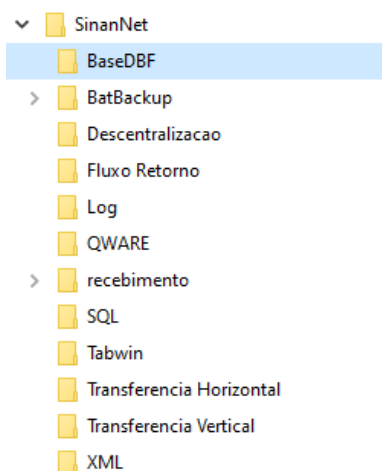 SinanNet
BaseDBF
BatBackup
Descentralizacao
Fluxo Retorno
Log
QWARE
recebimento
SQL
Tabwin
Transferencia Horizontal
Transferencia Vertical
XML